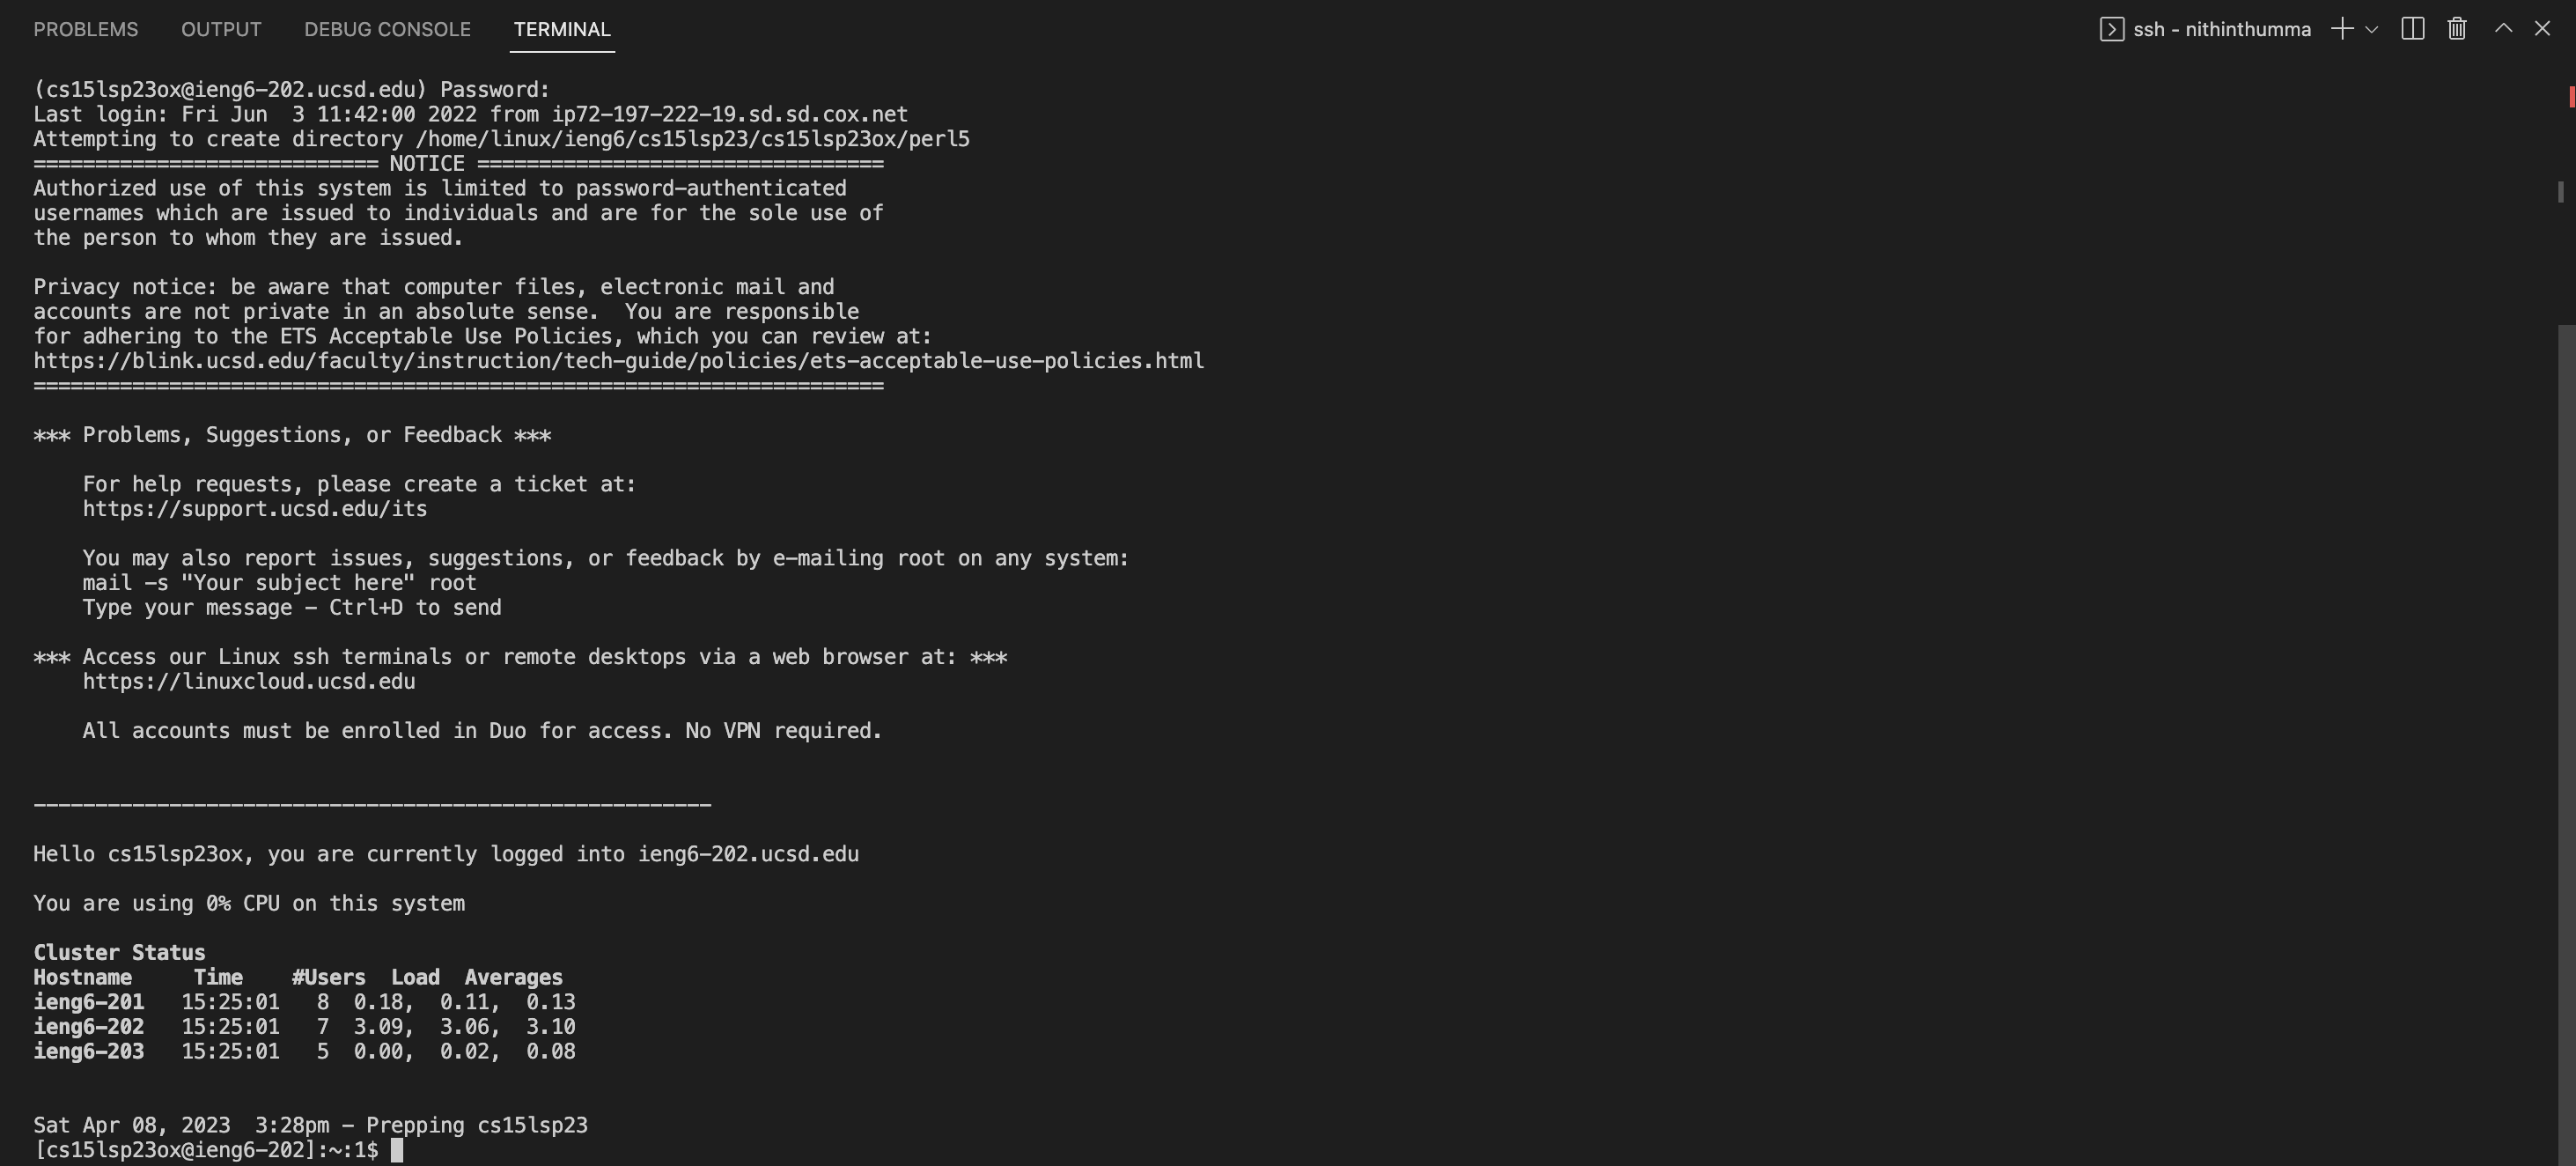 PROBLEMS OUTPUT DEBUG CONSOLE TERMINAL ssh - nithinthumma
(cs15lsp23ox@ieng6-202.ucsd.edu) Password:
Last login: Fri Jun  3 11:42:00 2022 from ip72-197-222-19.sd.sd.cox.net
Attempting to create directory /home/linux/ieng6/cs15lsp23/cs15lsp23ox/perl5
============================ NOTICE =================================
Authorized use of this system is limited to password-authenticated
usernames which are issued to individuals and are for the sole use of
the person to whom they are issued.

Privacy notice: be aware that computer files, electronic mail and
accounts are not private in an absolute sense.  You are responsible
for adhering to the ETS Acceptable Use Policies, which you can review at:
https://blink.ucsd.edu/faculty/instruction/tech-guide/policies/ets-acceptable-use-policies.html
=====================================================================

*** Problems, Suggestions, or Feedback ***

    For help requests, please create a ticket at:
    https://support.ucsd.edu/its

    You may also report issues, suggestions, or feedback by e-mailing root on any system:
    mail -s "Your subject here" root
    Type your message - Ctrl+D to send

*** Access our Linux ssh terminals or remote desktops via a web browser at: ***
    https://linuxcloud.ucsd.edu

    All accounts must be enrolled in Duo for access. No VPN required.

-------------------------------------------------------

Hello cs15lsp23ox, you are currently logged into ieng6-202.ucsd.edu

You are using 0% CPU on this system

Cluster Status
Hostname     Time    #Users  Load  Averages
ieng6-201   15:25:01   8  0.18,  0.11,  0.13
ieng6-202   15:25:01   7  3.09,  3.06,  3.10
ieng6-203   15:25:01   5  0.00,  0.02,  0.08

Sat Apr 08, 2023  3:28pm - Prepping cs15lsp23
[cs15lsp23ox@ieng6-202]:~:1$